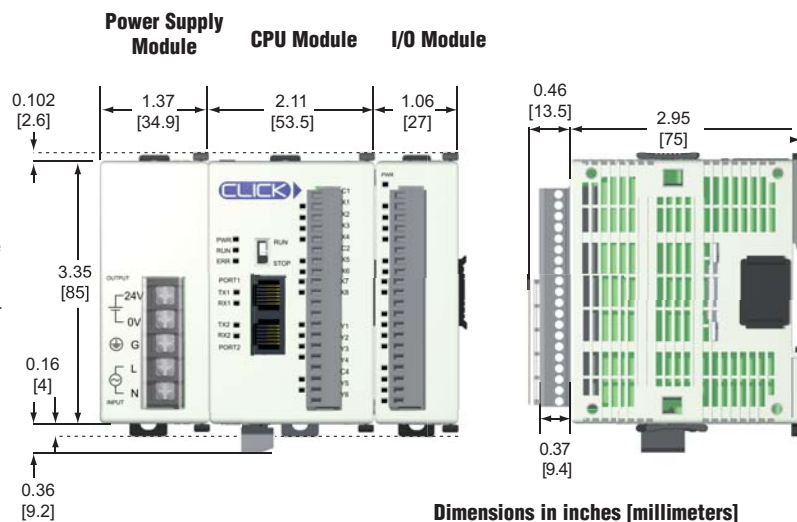 Power Supply
Module
CPU Module
I/O Module
0.102
[2.6]
1.37
[34.9]
2.11
[53.5]
1.06
[27]
0.46
[13.5]
2.95
[75]
3.35
[85]
0.16
[4]
0.36
[9.2]
0.37
[9.4]
OUTPUT
24V
0V
G
L
N
INPUT
CLICK
PWR
RUN
ERR
RUN
STOP
PORT1
TX1
RX1
TX2
RX2
PORT2
C1
X1
X2
X3
X4
C2
X5
X6
X7
X8
Y1
Y2
Y3
Y4
C4
Y5
Y6
PWR
Dimensions in inches [millimeters]